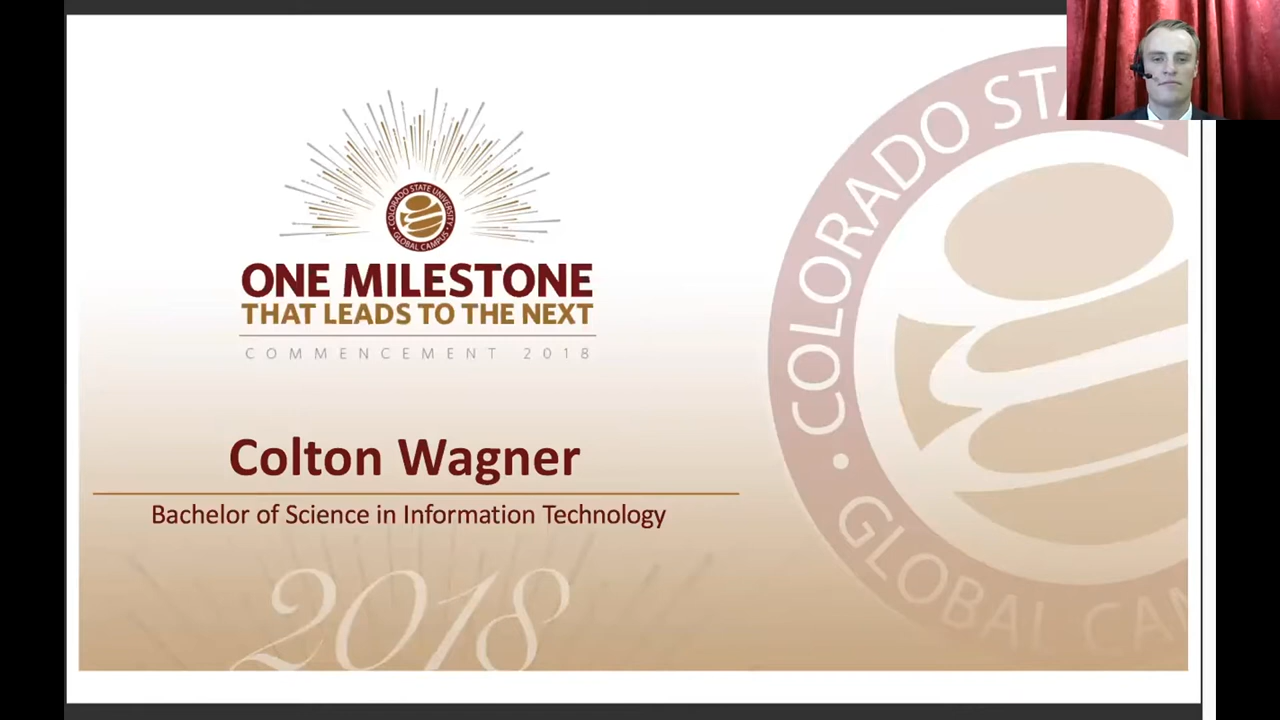 COLORADO STATE UNIVERSITY
GLOBAL CAMPUS
ONE MILESTONE
THAT LEADS TO THE NEXT
COMMENCEMENT 2018
Colton Wagner
Bachelor of Science in Information Technology
2018
COLORADO STA
GLOBAL CAM